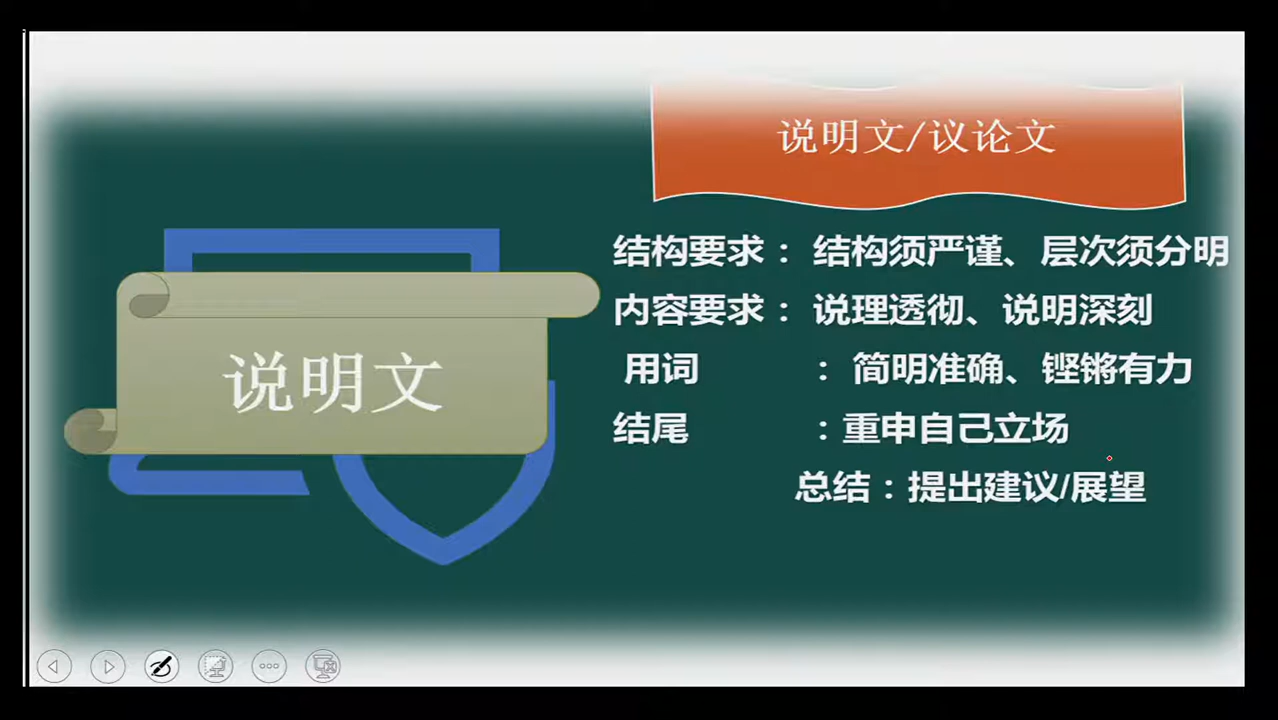 说明文/议论文
说明文
结构要求： 结构须严谨、层次须分明
内容要求： 说理透彻、说明深刻
用词 ： 简明准确、铿锵有力
结尾 ：重申自己立场
总结：提出建议/展望